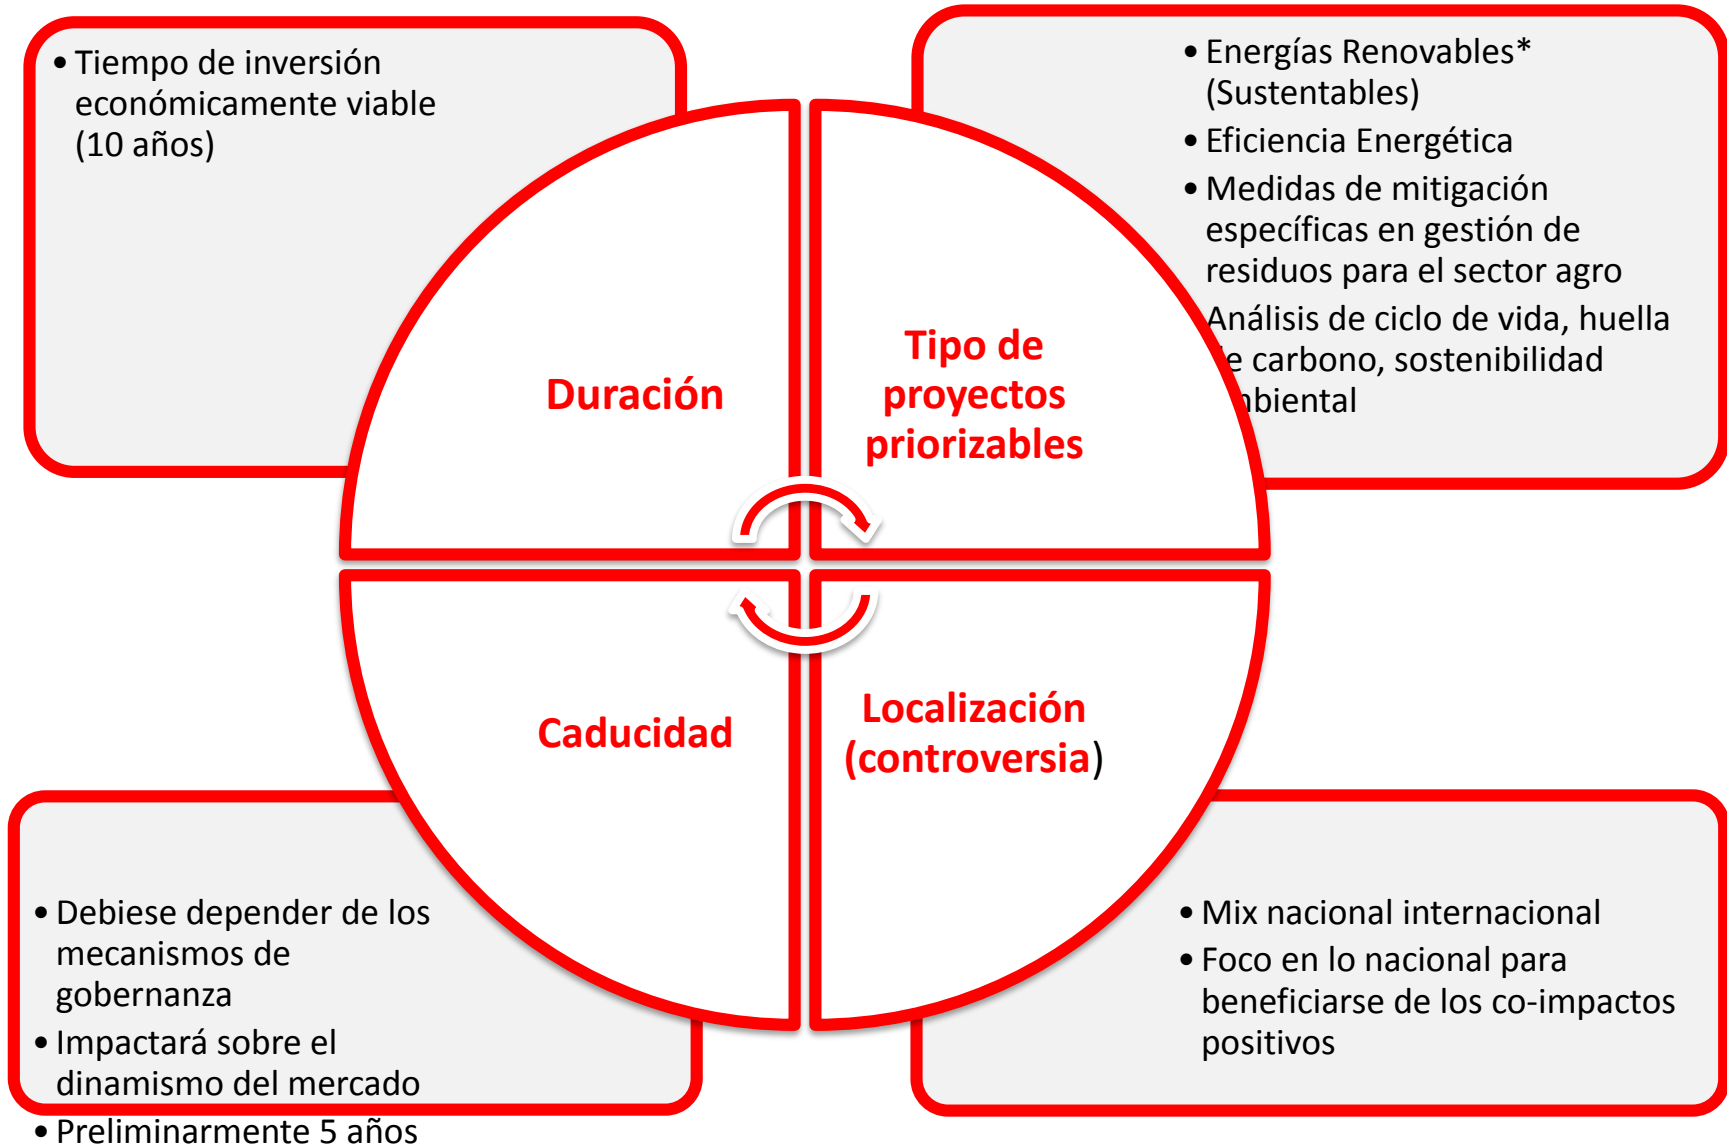 • Tiempo de inversión
económicamente viable
(10 años)
• Energías Renovables*
(Sustentables)
• Eficiencia Energética
• Medidas de mitigación
específicas en gestión de
residuos para el sector agro
Análisis de ciclo de vida, huella
de carbono, sostenibilidad
ambiental
Duración
Tipo de
proyectos
priorizables
Caducidad
Localización
(controversia)
• Debiese depender de los
mecanismos de
gobernanza
• Impactará sobre el
dinamismo del mercado
• Preliminarmente 5 años
• Mix nacional internacional
• Foco en lo nacional para
beneficiarse de los co-impactos
positivos